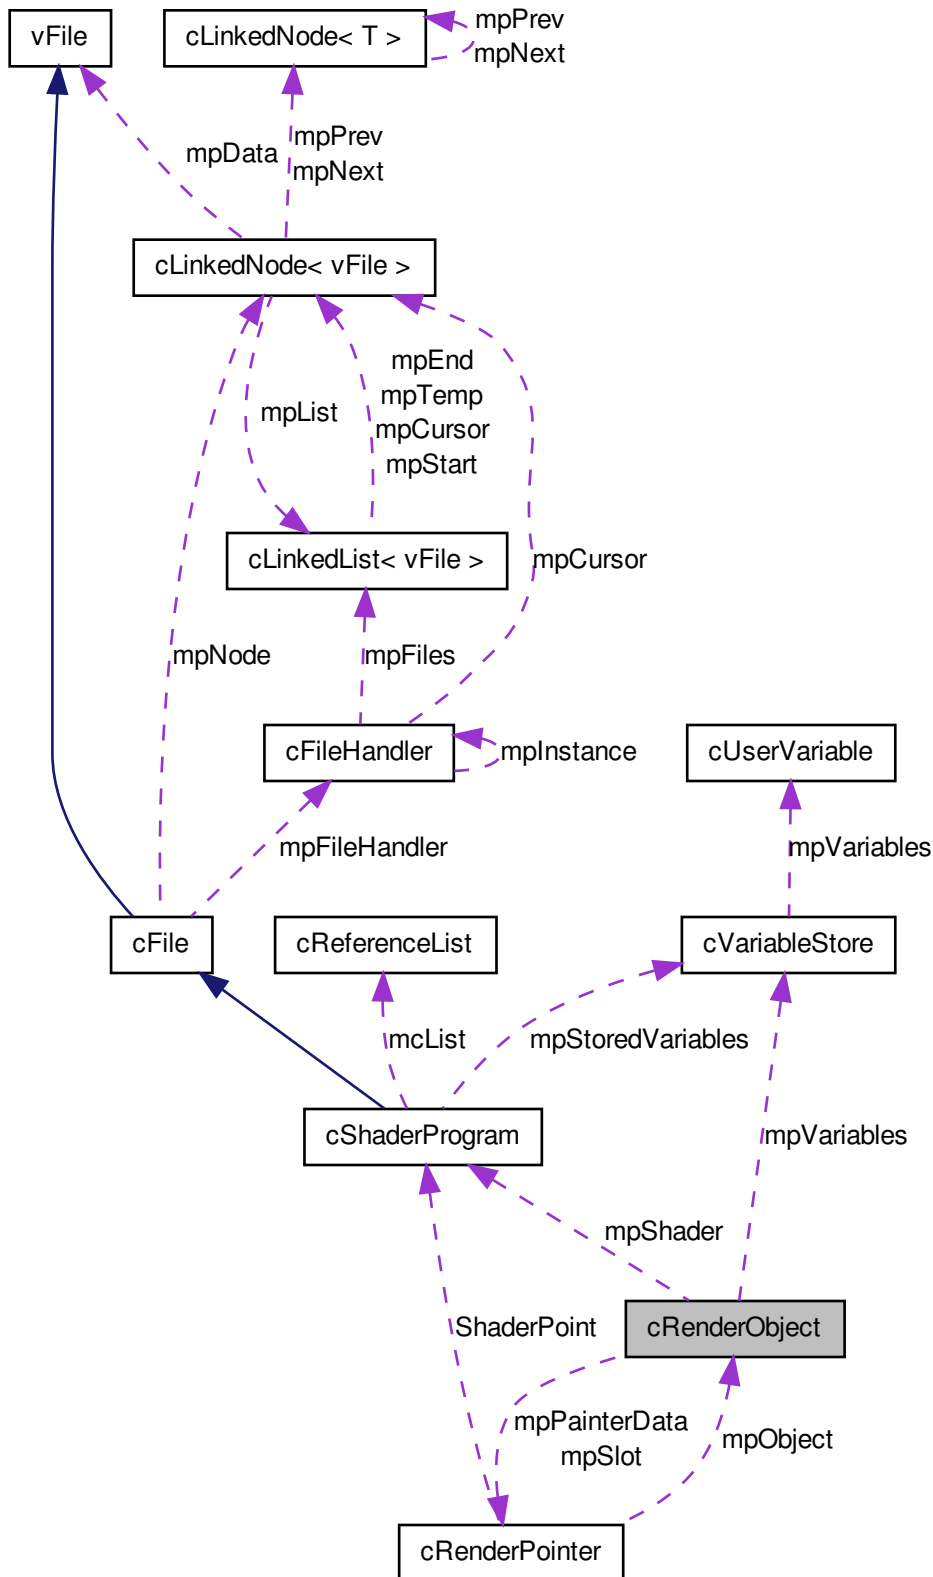 vFile
cLinkedNode< T >
mpPrev
mpNext
mpData
mpPrev
mpNext
cLinkedNode< vFile >
mpList
mpEnd
mpTemp
mpCursor
mpStart
cLinkedList< vFile >
mpCursor
mpNode
mpFiles
cFileHandler
mpInstance
cUserVariable
mpFileHandler
mpVariables
cFile
cReferenceList
cVariableStore
mcList
mpStoredVariables
cShaderProgram
mpVariables
mpShader
ShaderPoint
cRenderObject
mpPainterData
mpSlot
mpObject
cRenderPointer